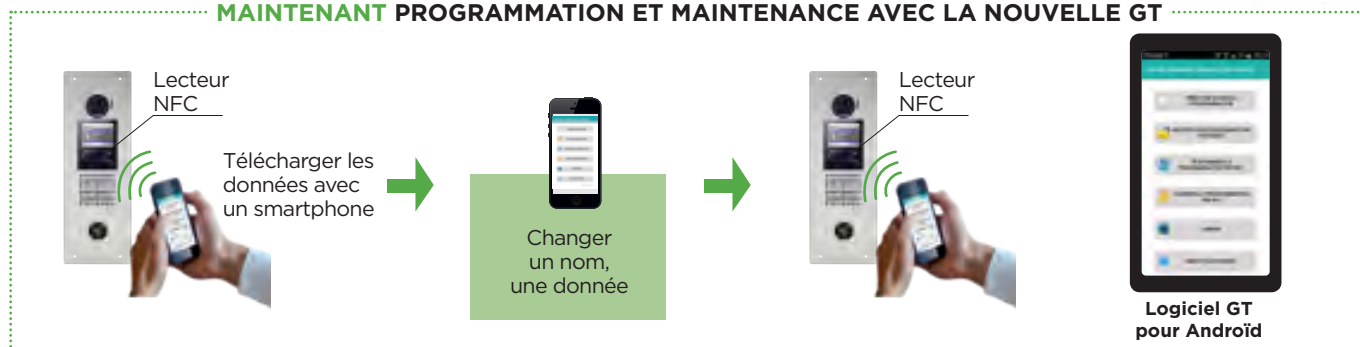 MAINTENANT PROGRAMMATION ET MAINTENANCE AVEC LA NOUVELLE GT
Lecteur
NFC
Télécharger les
données avec
un smartphone
Changer
un nom,
une donnée
Lecteur
NFC
Logiciel GT
pour Androïd